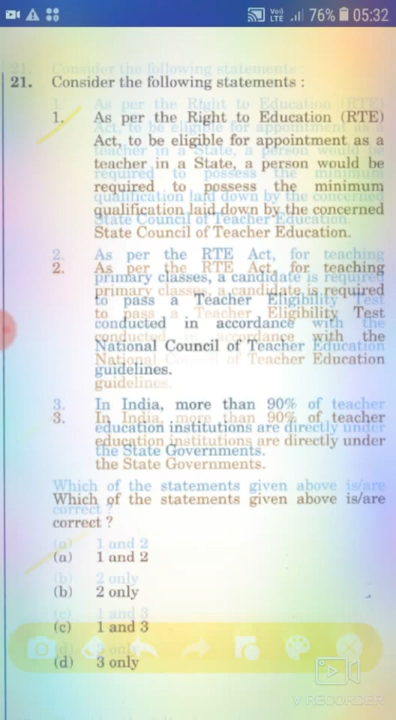 76% 05:32
21. Consider the following statements :
1. As per the Right to Education (RTE)
Act, to be eligible for appointment as a
teacher in a State, a person would be
required to possess the minimum
qualification laid down by the concerned
State Council of Teacher Education.
2. As per the RTE Act, for teaching
primary classes, a candidate is required
to pass a Teacher Eligibility Test
conducted in accordance with the
National Council of Teacher Education
guidelines.
3. In India, more than 90% of teacher
education institutions are directly under
the State Governments.
Which of the statements given above is/are
correct ?
(a) 1 and 2
(b) 2 only
(c) 1 and 3
(d) 3 only
V RECORDER